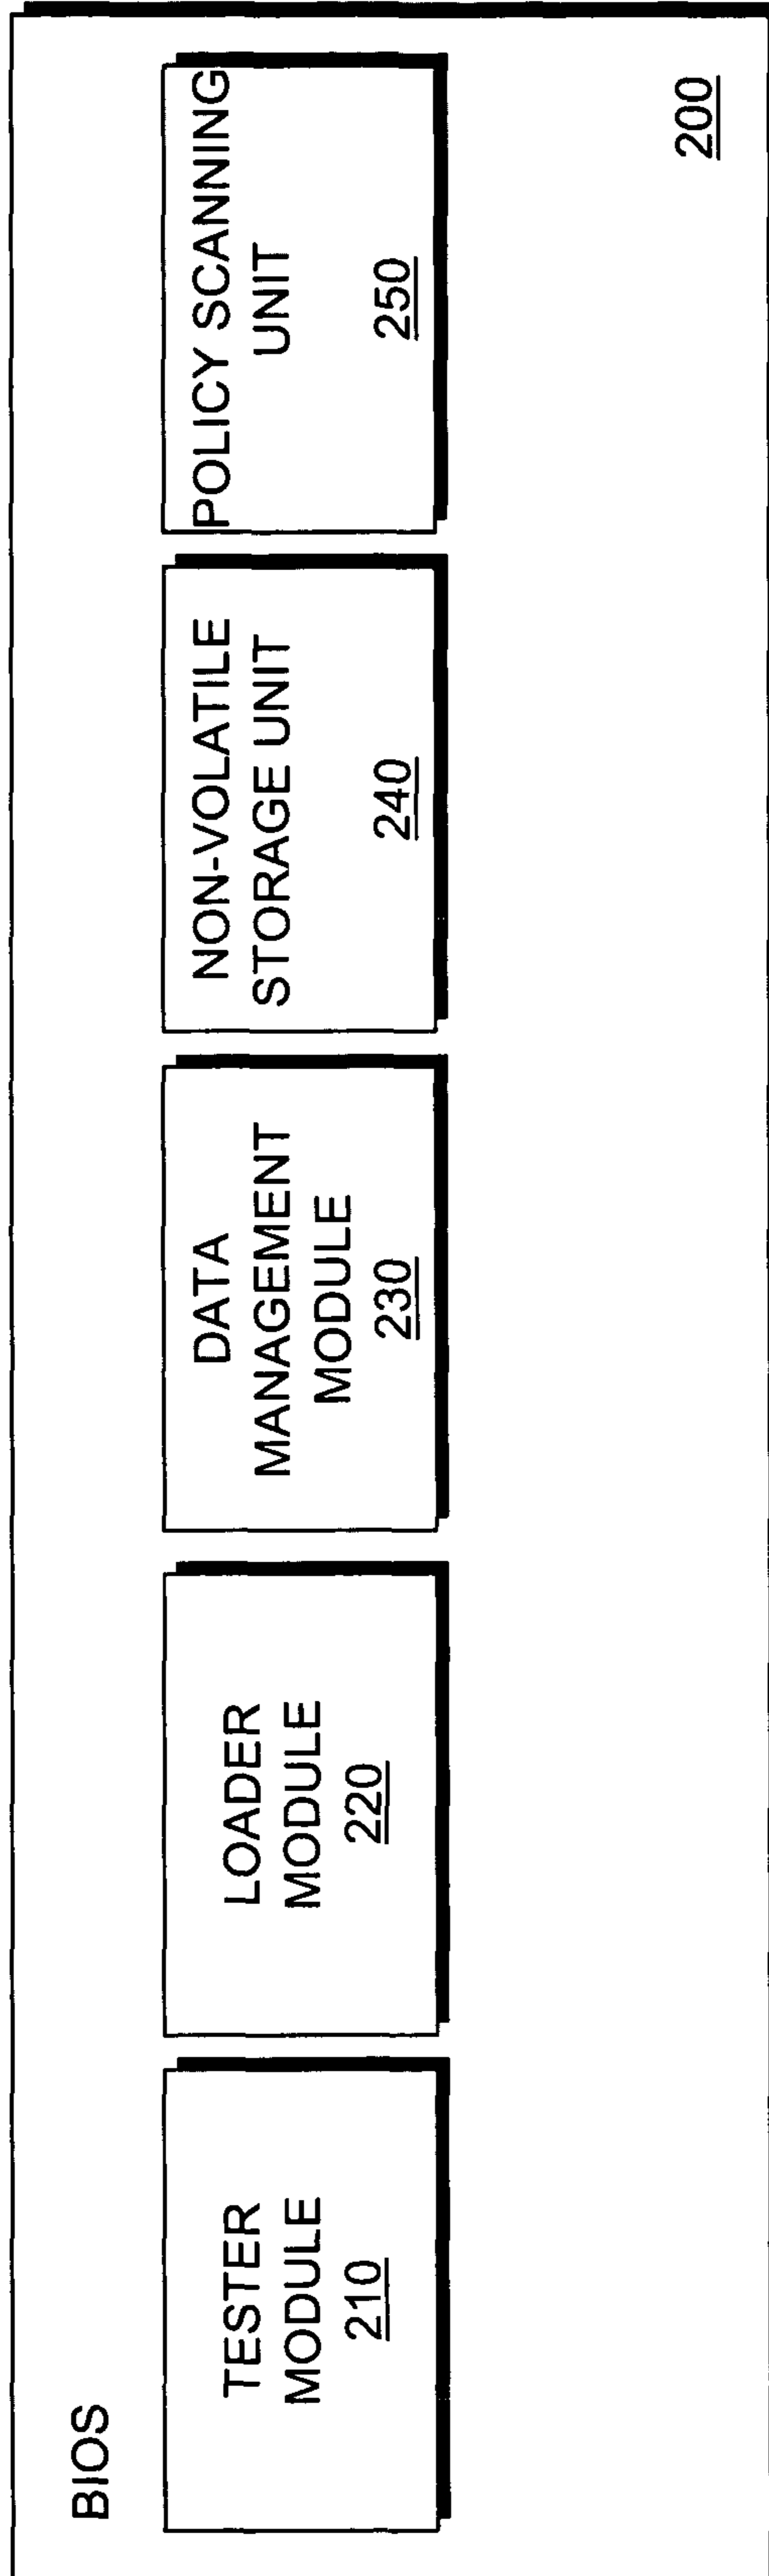 BIOS
TESTER
MODULE
210
LOADER
MODULE
220
DATA
MANAGEMENT
MODULE
230
NON-VOLATILE
STORAGE UNIT
240
POLICY SCANNING
UNIT
250
200